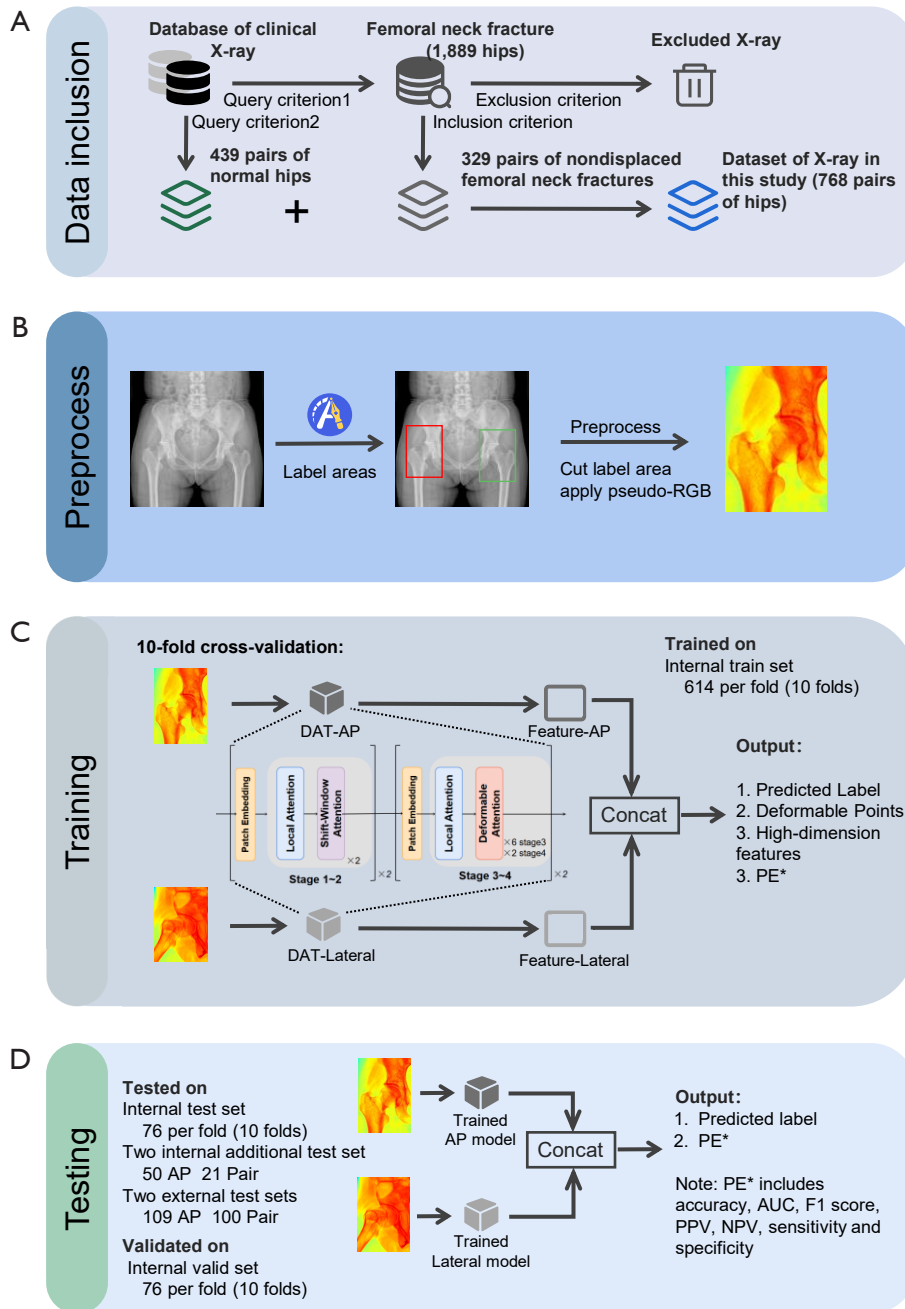 A
Data inclusion
Database of clinical
X-ray
Femoral neck fracture
(1,889 hips)
Excluded X-ray
Query criterion1
Query criterion2
Exclusion criterion
Inclusion criterion
439 pairs of
normal hips
+
329 pairs of nondisplaced
femoral neck fractures
Dataset of X-ray in
this study (768 pairs
of hips)
B
Preprocess
Label areas
Preprocess
Cut label area
apply pseudo-RGB
C
Training
10-fold cross-validation:
Trained on
Internal train set
614 per fold (10 folds)
DAT-AP
Feature-AP
Patch Embedding
Local Attention
Shift-Window
Attention
×2
Stage 1~2
×2
Patch Embedding
Local Attention
Deformable
Attention
×6 stage3
×2 stage4
Stage 3~4
×2
Concat
Output:
1. Predicted Label
2. Deformable Points
3. High-dimension
features
3. PE*
DAT-Lateral
Feature-Lateral
D
Testing
Tested on
Internal test set
76 per fold (10 folds)
Two internal additional test set
50 AP 21 Pair
Two external test sets
109 AP 100 Pair
Validated on
Internal valid set
76 per fold (10 folds)
Trained
AP model
Concat
Trained
Lateral model
Output:
1. Predicted label
2. PE*
Note: PE* includes
accuracy, AUC, F1 score,
PPV, NPV, sensitivity and
specificity